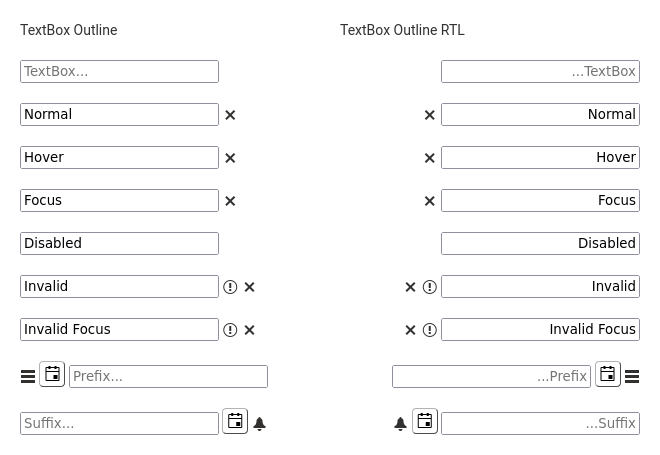 TextBox Outline
TextBox Outline RTL
TextBox...
...TextBox
Normal
Normal
Hover
Hover
Focus
Focus
Disabled
Disabled
Invalid
Invalid
Invalid Focus
Invalid Focus
Prefix...
...Prefix
Suffix...
...Suffix